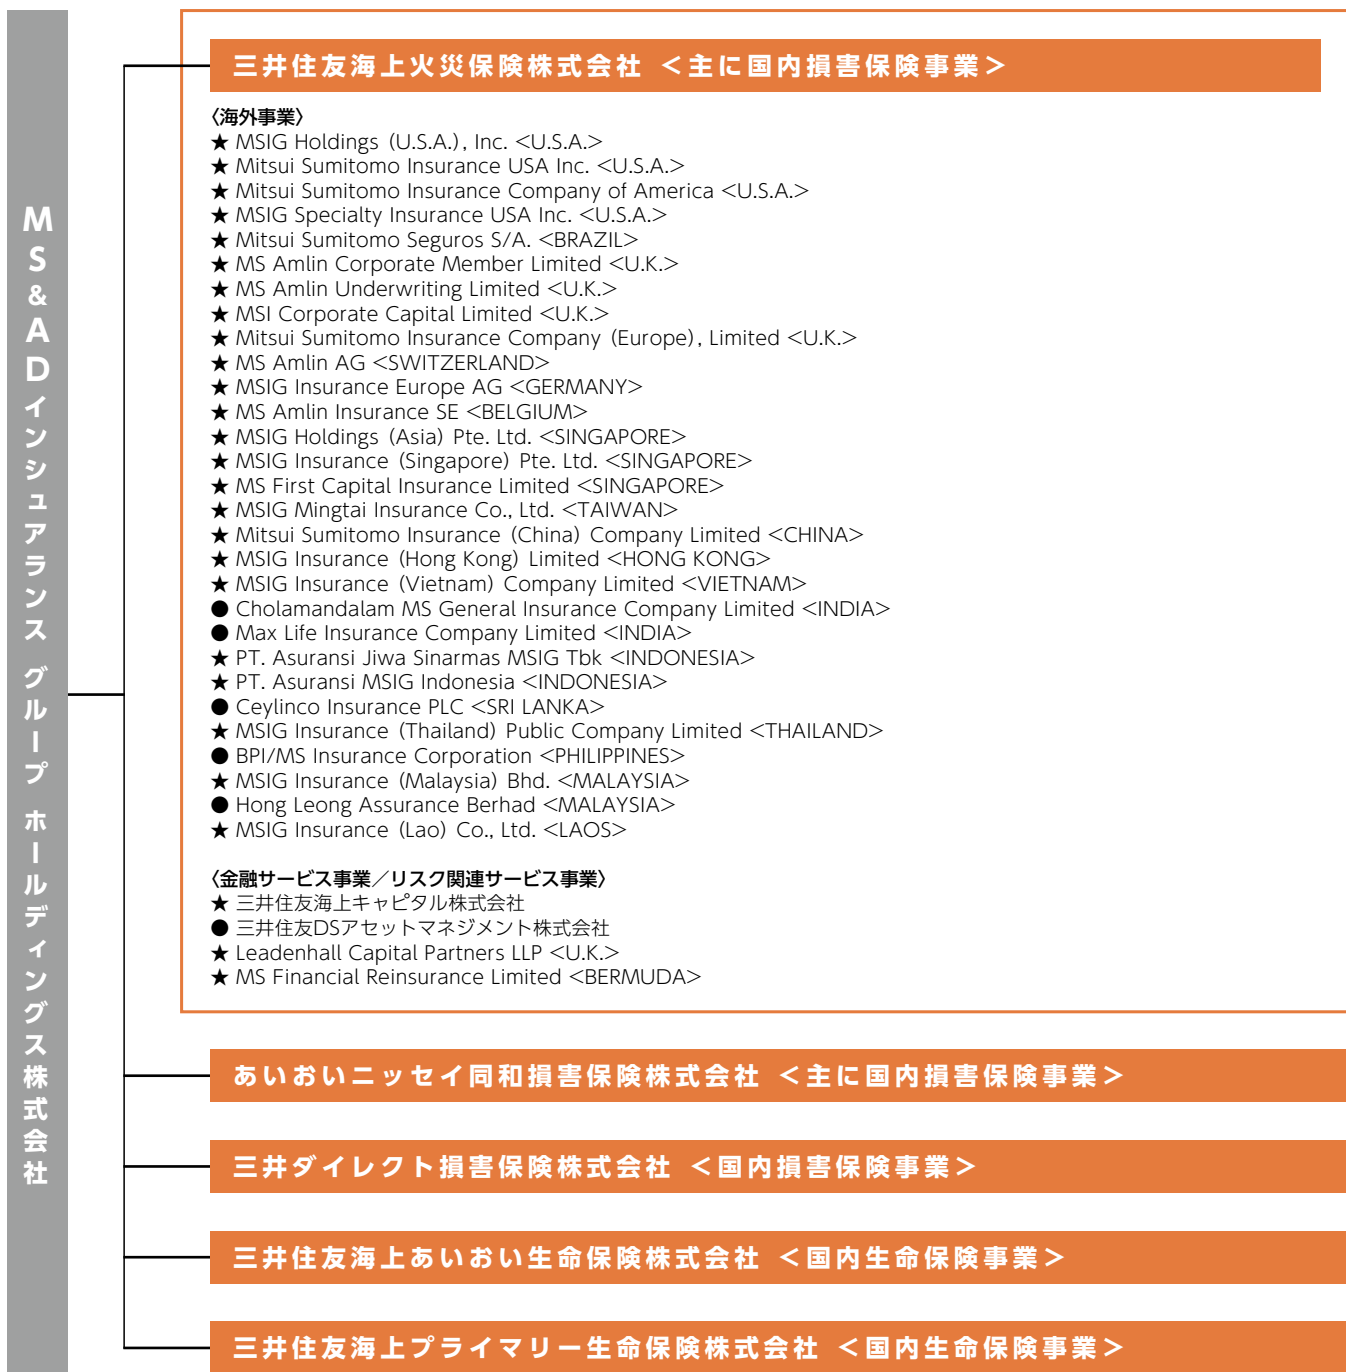 MS&ADインシュアランス グループ ホールディングス株式会社
三井住友海上火災保険株式会社 <主に国内損害保険事業>
〈海外事業〉
★ MSIG Holdings (U.S.A.), Inc. <U.S.A.>
★ Mitsui Sumitomo Insurance USA Inc. <U.S.A.>
★ Mitsui Sumitomo Insurance Company of America <U.S.A.>
★ MSIG Specialty Insurance USA Inc. <U.S.A.>
★ Mitsui Sumitomo Seguros S/A. <BRAZIL>
★ MS Amlin Corporate Member Limited <U.K.>
★ MS Amlin Underwriting Limited <U.K.>
★ MSI Corporate Capital Limited <U.K.>
★ Mitsui Sumitomo Insurance Company (Europe), Limited <U.K.>
★ MS Amlin AG <SWITZERLAND>
★ MSIG Insurance Europe AG <GERMANY>
★ MS Amlin Insurance SE <BELGIUM>
★ MSIG Holdings (Asia) Pte. Ltd. <SINGAPORE>
★ MSIG Insurance (Singapore) Pte. Ltd. <SINGAPORE>
★ MS First Capital Insurance Limited <SINGAPORE>
★ MSIG Mingtai Insurance Co., Ltd. <TAIWAN>
★ Mitsui Sumitomo Insurance (China) Company Limited <CHINA>
★ MSIG Insurance (Hong Kong) Limited <HONG KONG>
★ MSIG Insurance (Vietnam) Company Limited <VIETNAM>
● Cholamandalam MS General Insurance Company Limited <INDIA>
● Max Life Insurance Company Limited <INDIA>
★ PT. Asuransi Jiwa Sinarmas MSIG Tbk <INDONESIA>
★ PT. Asuransi MSIG Indonesia <INDONESIA>
● Ceylinco Insurance PLC <SRI LANKA>
★ MSIG Insurance (Thailand) Public Company Limited <THAILAND>
● BPI/MS Insurance Corporation <PHILIPPINES>
★ MSIG Insurance (Malaysia) Bhd. <MALAYSIA>
● Hong Leong Assurance Berhad <MALAYSIA>
★ MSIG Insurance (Lao) Co., Ltd. <LAOS>
〈金融サービス事業／リスク関連サービス事業〉
★ 三井住友海上キャピタル株式会社
● 三井住友DSアセットマネジメント株式会社
★ Leadenhall Capital Partners LLP <U.K.>
★ MS Financial Reinsurance Limited <BERMUDA>
あいおいニッセイ同和損害保険株式会社 <主に国内損害保険事業>
三井ダイレクト損害保険株式会社 <国内損害保険事業>
三井住友海上あいおい生命保険株式会社 <国内生命保険事業>
三井住友海上プライマリー生命保険株式会社 <国内生命保険事業>